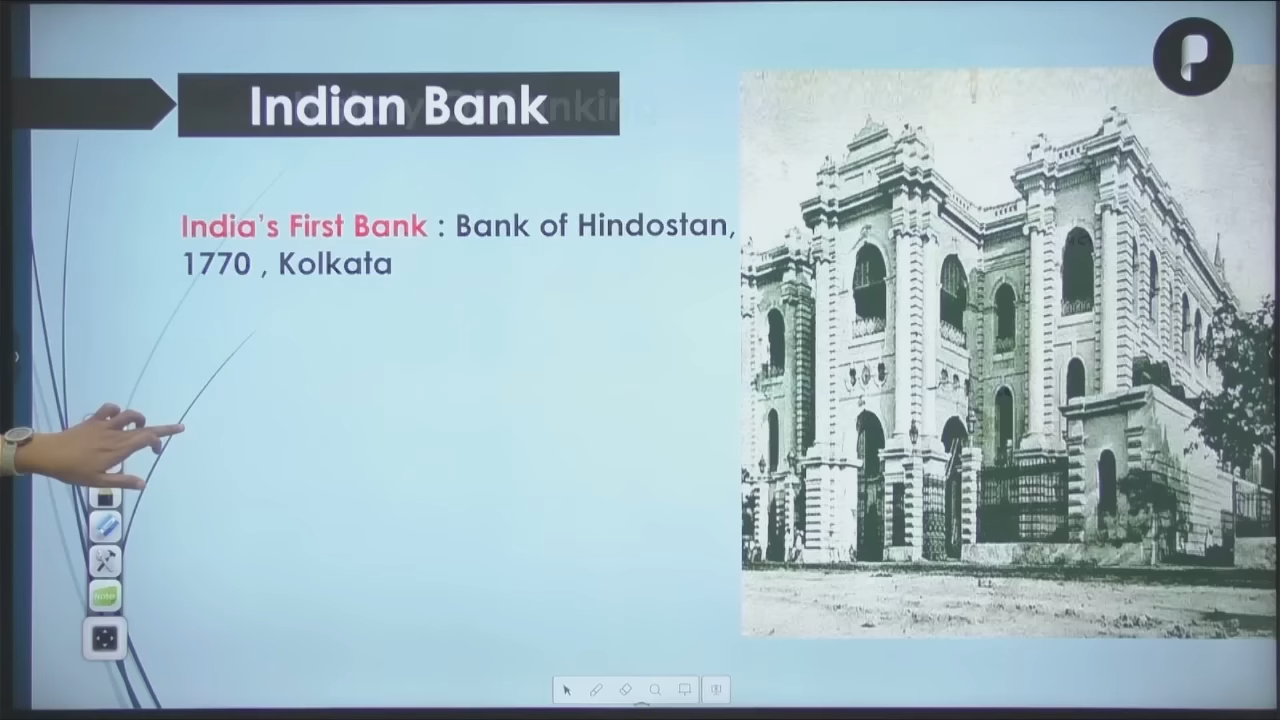 Indian Bank
India's First Bank : Bank of Hindostan,
1770 , Kolkata